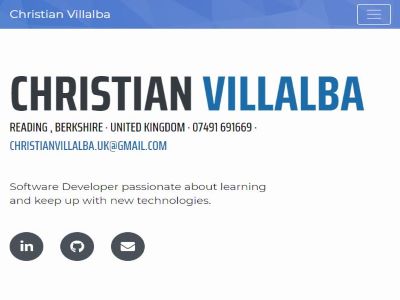 Christian Villalba
CHRISTIAN VILLALBA
READING , BERKSHIRE · UNITED KINGDOM · 07491 691669 ·
CHRISTIANVILLALBA.UK@GMAIL.COM
Software Developer passionate about learning
and keep up with new technologies.
in